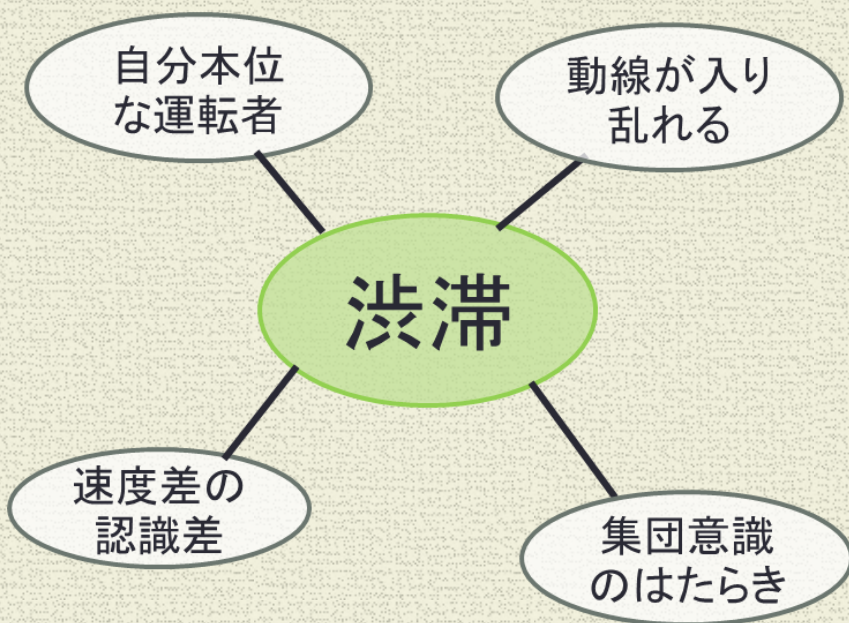 自分本位
な運転者
動線が入り
乱れる
渋滞
速度差の
認識差
集団意識
のはたらき